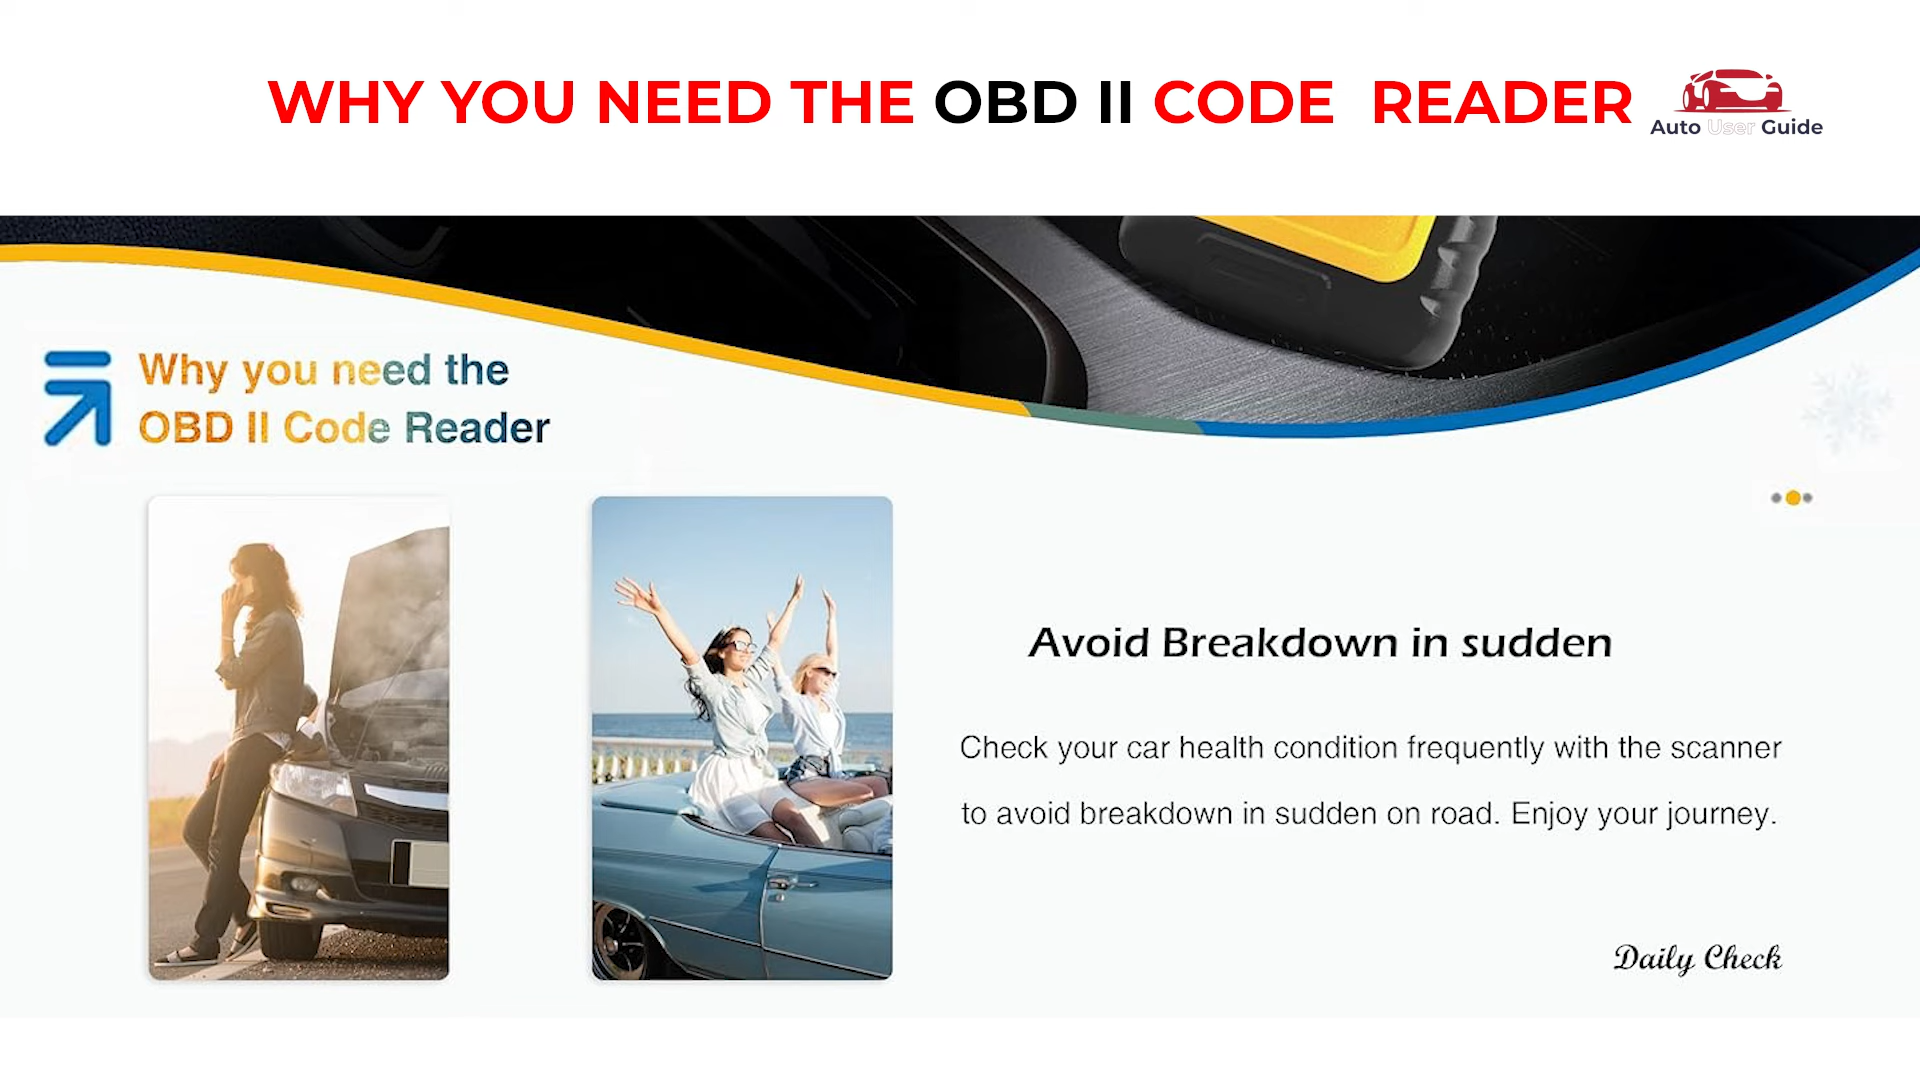 WHY YOU NEED THE OBD II CODE READER
Auto User Guide
Why you need the
OBD II Code Reader
Avoid Breakdown in sudden
Check your car health condition frequently with the scanner
to avoid breakdown in sudden on road. Enjoy your journey.
Daily Check